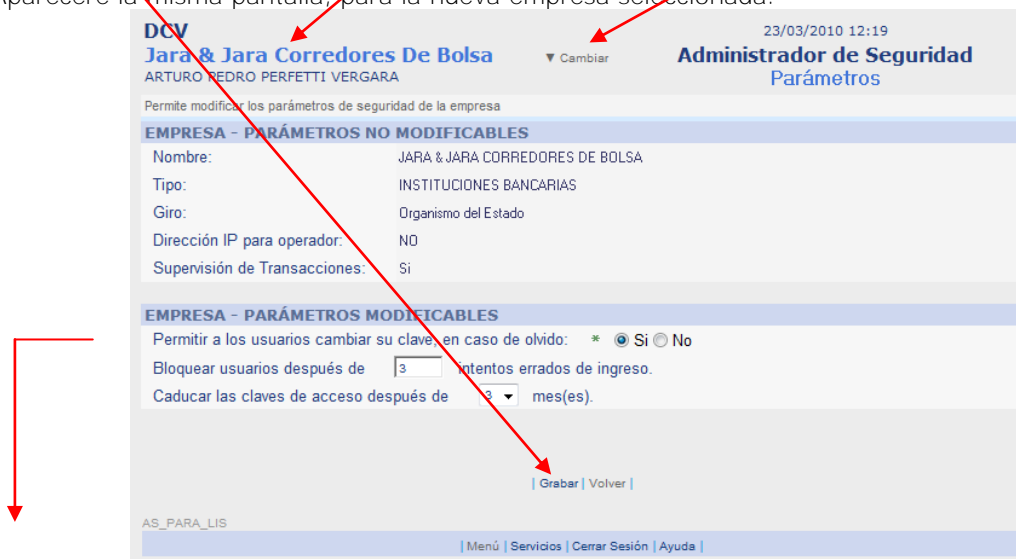 Aparecere la misma pantalla, para la nueva empresa seleccionada.
DCV
23/03/2010 12:19
Jara & Jara Corredores De Bolsa ▼ Cambiar Administrador de Seguridad
ARTURO PEDRO PERFETTI VERGARA
Parámetros
Permite modificar los parámetros de seguridad de la empresa
EMPRESA - PARÁMETROS NO MODIFICABLES
Nombre: JARA & JARA CORREDORES DE BOLSA
Tipo: INSTITUCIONES BANCARIAS
Giro: Organismo del Estado
Dirección IP para operador: NO
Supervisión de Transacciones: Si
EMPRESA - PARÁMETROS MODIFICABLES
Permitir a los usuarios cambiar su clave, en caso de olvido: * Si No
Bloquear usuarios después de 3 intentos errados de ingreso.
Caducar las claves de acceso después de 3 mes(es).
| Grabar | Volver |
AS_PARA_LIS
| Menú | Servicios | Cerrar Sesión | Ayuda |